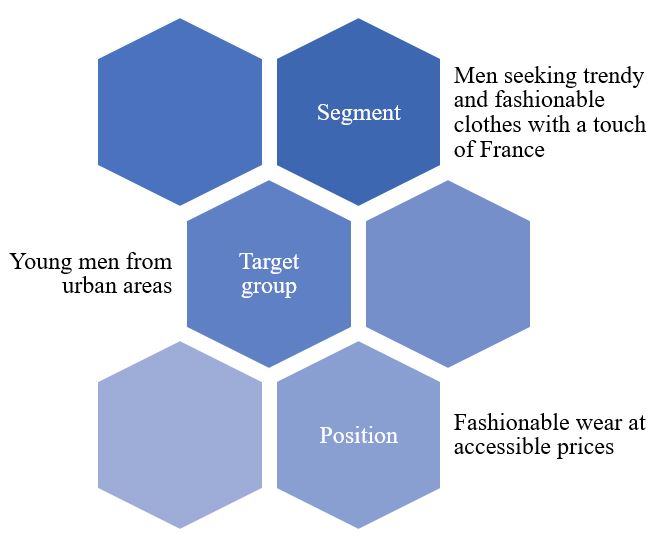 Segment
Men seeking trendy
and fashionable
clothes with a touch
of France
Young men from
urban areas
Target
group
Position
Fashionable wear at
accessible prices